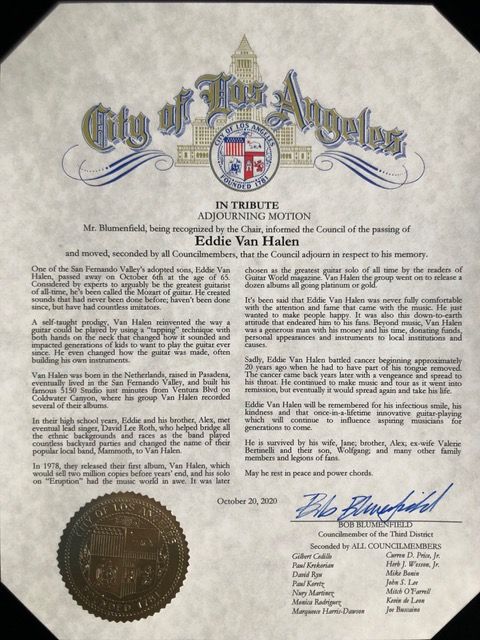 City of Los Angeles
CITY OF LOS ANGELES
FOUNDED 1781
IN TRIBUTE
ADJOURNING MOTION
Mr. Blumenfield, being recognized by the Chair, informed the Council of the passing of
Eddie Van Halen
and moved, seconded by all Councilmembers, that the Council adjourn in respect to his memory.
One of the San Fernando Valley's adopted sons, Eddie Van
Halen, passed away on October 6th at the age of 65.
Considered by experts to arguably be the greatest guitarist
of all-time, he's been called the Mozart of guitar. He created
sounds that had never been done before; haven't been done
since, but have had countless imitators.
A self-taught prodigy, Van Halen reinvented the way a
guitar could be played by using a "tapping" technique with
both hands on the neck that changed how it sounded and
impacted generations of kids to want to play the guitar ever
since. He even changed how the guitar was made, often
building his own instruments.
Van Halen was born in the Netherlands, raised in Pasadena,
eventually lived in the San Fernando Valley, and built his
famous 5150 Studio just minutes from Ventura Blvd on
Coldwater Canyon, where his group Van Halen recorded
several of their albums.
In their high school years, Eddie and his brother, Alex, met
eventual lead singer, David Lee Roth, who helped bridge all
the ethnic backgrounds and races as the band played
countless backyard parties and changed the name of their
popular local band, Mammoth, to Van Halen.
In 1978, they released their first album, Van Halen, which
would sell two million copies before years' end, and his solo
on "Eruption" had the music world in awe. It was later
chosen as the greatest guitar solo of all time by the readers of
Guitar World magazine. Van Halen the group went on to release a
dozen albums all going platinum or gold.
It's been said that Eddie Van Halen was never fully comfortable
with the attention and fame that came with the music. He just
wanted to make people happy. It was also this down-to-earth
attitude that endeared him to his fans. Beyond music, Van Halen
was a generous man with his money and his time, donating funds,
personal appearances and instruments to local institutions and
causes.
Sadly, Eddie Van Halen battled cancer beginning approximately
20 years ago when he had to have part of his tongue removed.
The cancer came back years later with a vengeance and spread to
his throat. He continued to make music and tour as it went into
remission, but eventually it would spread again and take his life.
Eddie Van Halen will be remembered for his infectious smile, his
kindness and that once-in-a-lifetime innovative guitar-playing
which will continue to influence aspiring musicians for
generations to come.
He is survived by his wife, Janie; brother, Alex; ex-wife Valerie
Bertinelli and their son, Wolfgang; and many other family
members and legions of fans.
May he rest in peace and power chords.
October 20, 2020
Bob Blumenfield
BOB BLUMENFIELD
Councilmember of the Third District
Seconded by ALL COUNCILMEMBERS
Gilbert Cedillo
Paul Krekorian
David Ryu
Paul Koretz
Nury Martinez
Monica Rodriguez
Marqueece Harris-Dawson
Curren D. Price, Jr.
Herb J. Wesson, Jr.
Mike Bonin
John S. Lee
Mitch O'Farrell
Kevin de Leon
Joe Buscaino